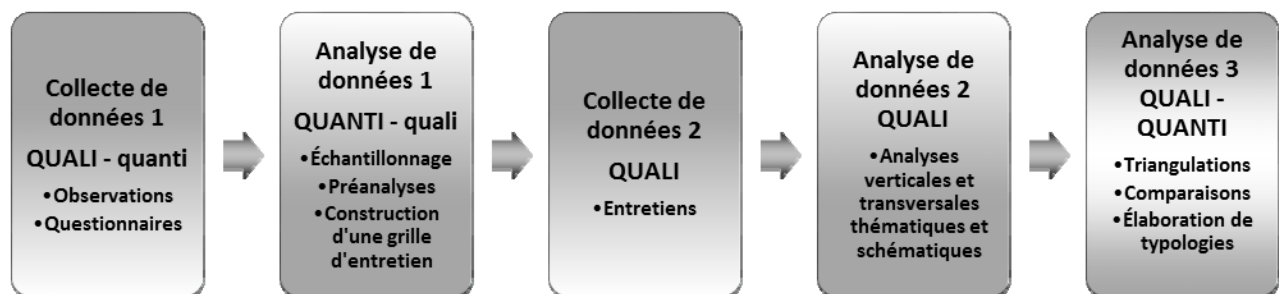 Collecte de
données 1
QUALI - quanti
•Observations
•Questionnaires
Analyse de
données 1
QUANTI - quali
•Échantillonnage
•Préanalyses
•Construction
d'une grille
d'entretien
Collecte de
données 2
QUALI
•Entretiens
Analyse de
données 2
QUALI
•Analyses
verticales et
transversales
thématiques et
schématiques
Analyse de
données 3
QUALI -
QUANTI
•Triangulations
•Comparaisons
•Élaboration de
typologies